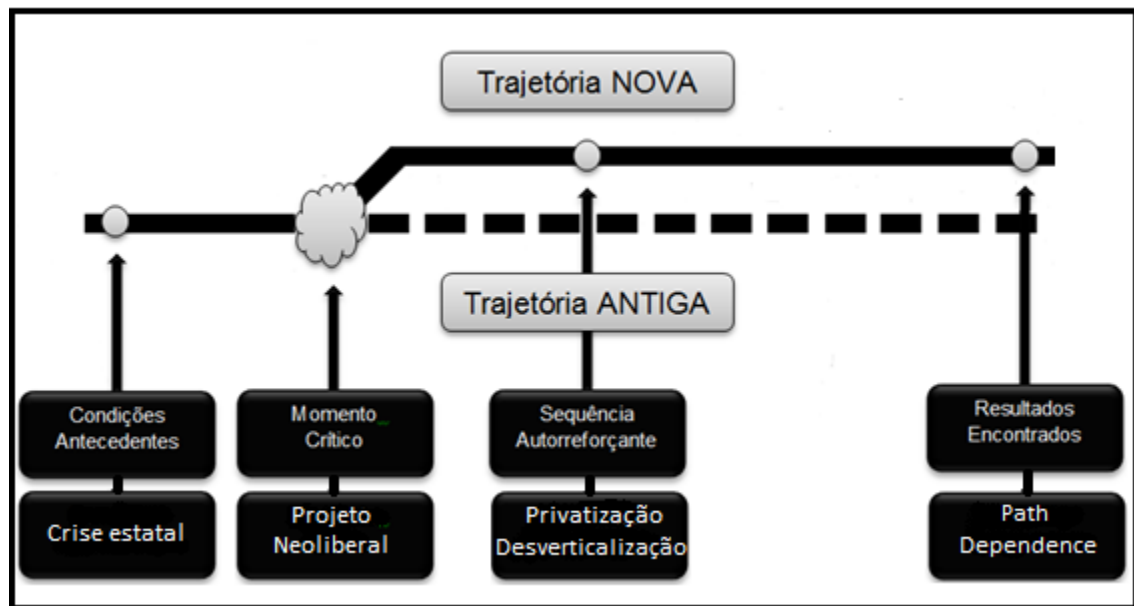 Trajetória NOVA
Trajetória ANTIGA
Condições
Antecedentes
Momento
Crítico
Sequência
Autorreforçante
Resultados
Encontrados
Crise estatal
Projeto
Neoliberal
Privatização
Desverticalização
Path
Dependence